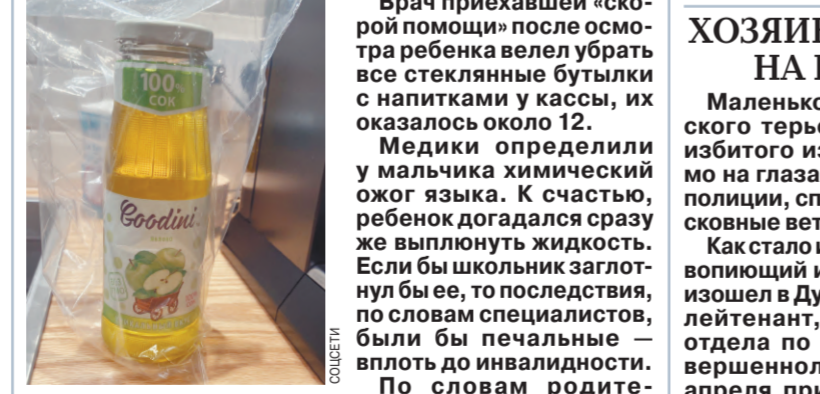 100%
СОК
Goodini
СОЦСЕТИ
Врач приехавшей «ско-
рой помощи» после осмо-
тра ребенка велел убрать
все стеклянные бутылки
с напитками у кассы, их
оказалось около 12.
Медики определили
у мальчика химический
ожог языка. К счастью,
ребенок догадался сразу
же выплюнуть жидкость.
Если бы школьник заглот-
нул бы ее, то последствия,
по словам специалистов,
были бы печальные —
вплоть до инвалидности.
По словам родите-
ХОЗЯИ
НА
Маленько
ского терь
избитого из
мо на глаза
полиции, сп
сковные вет
Как стало
вопиющий и
изошел в Ду
лейтенант,
отдела по
вершеннол
апреля при